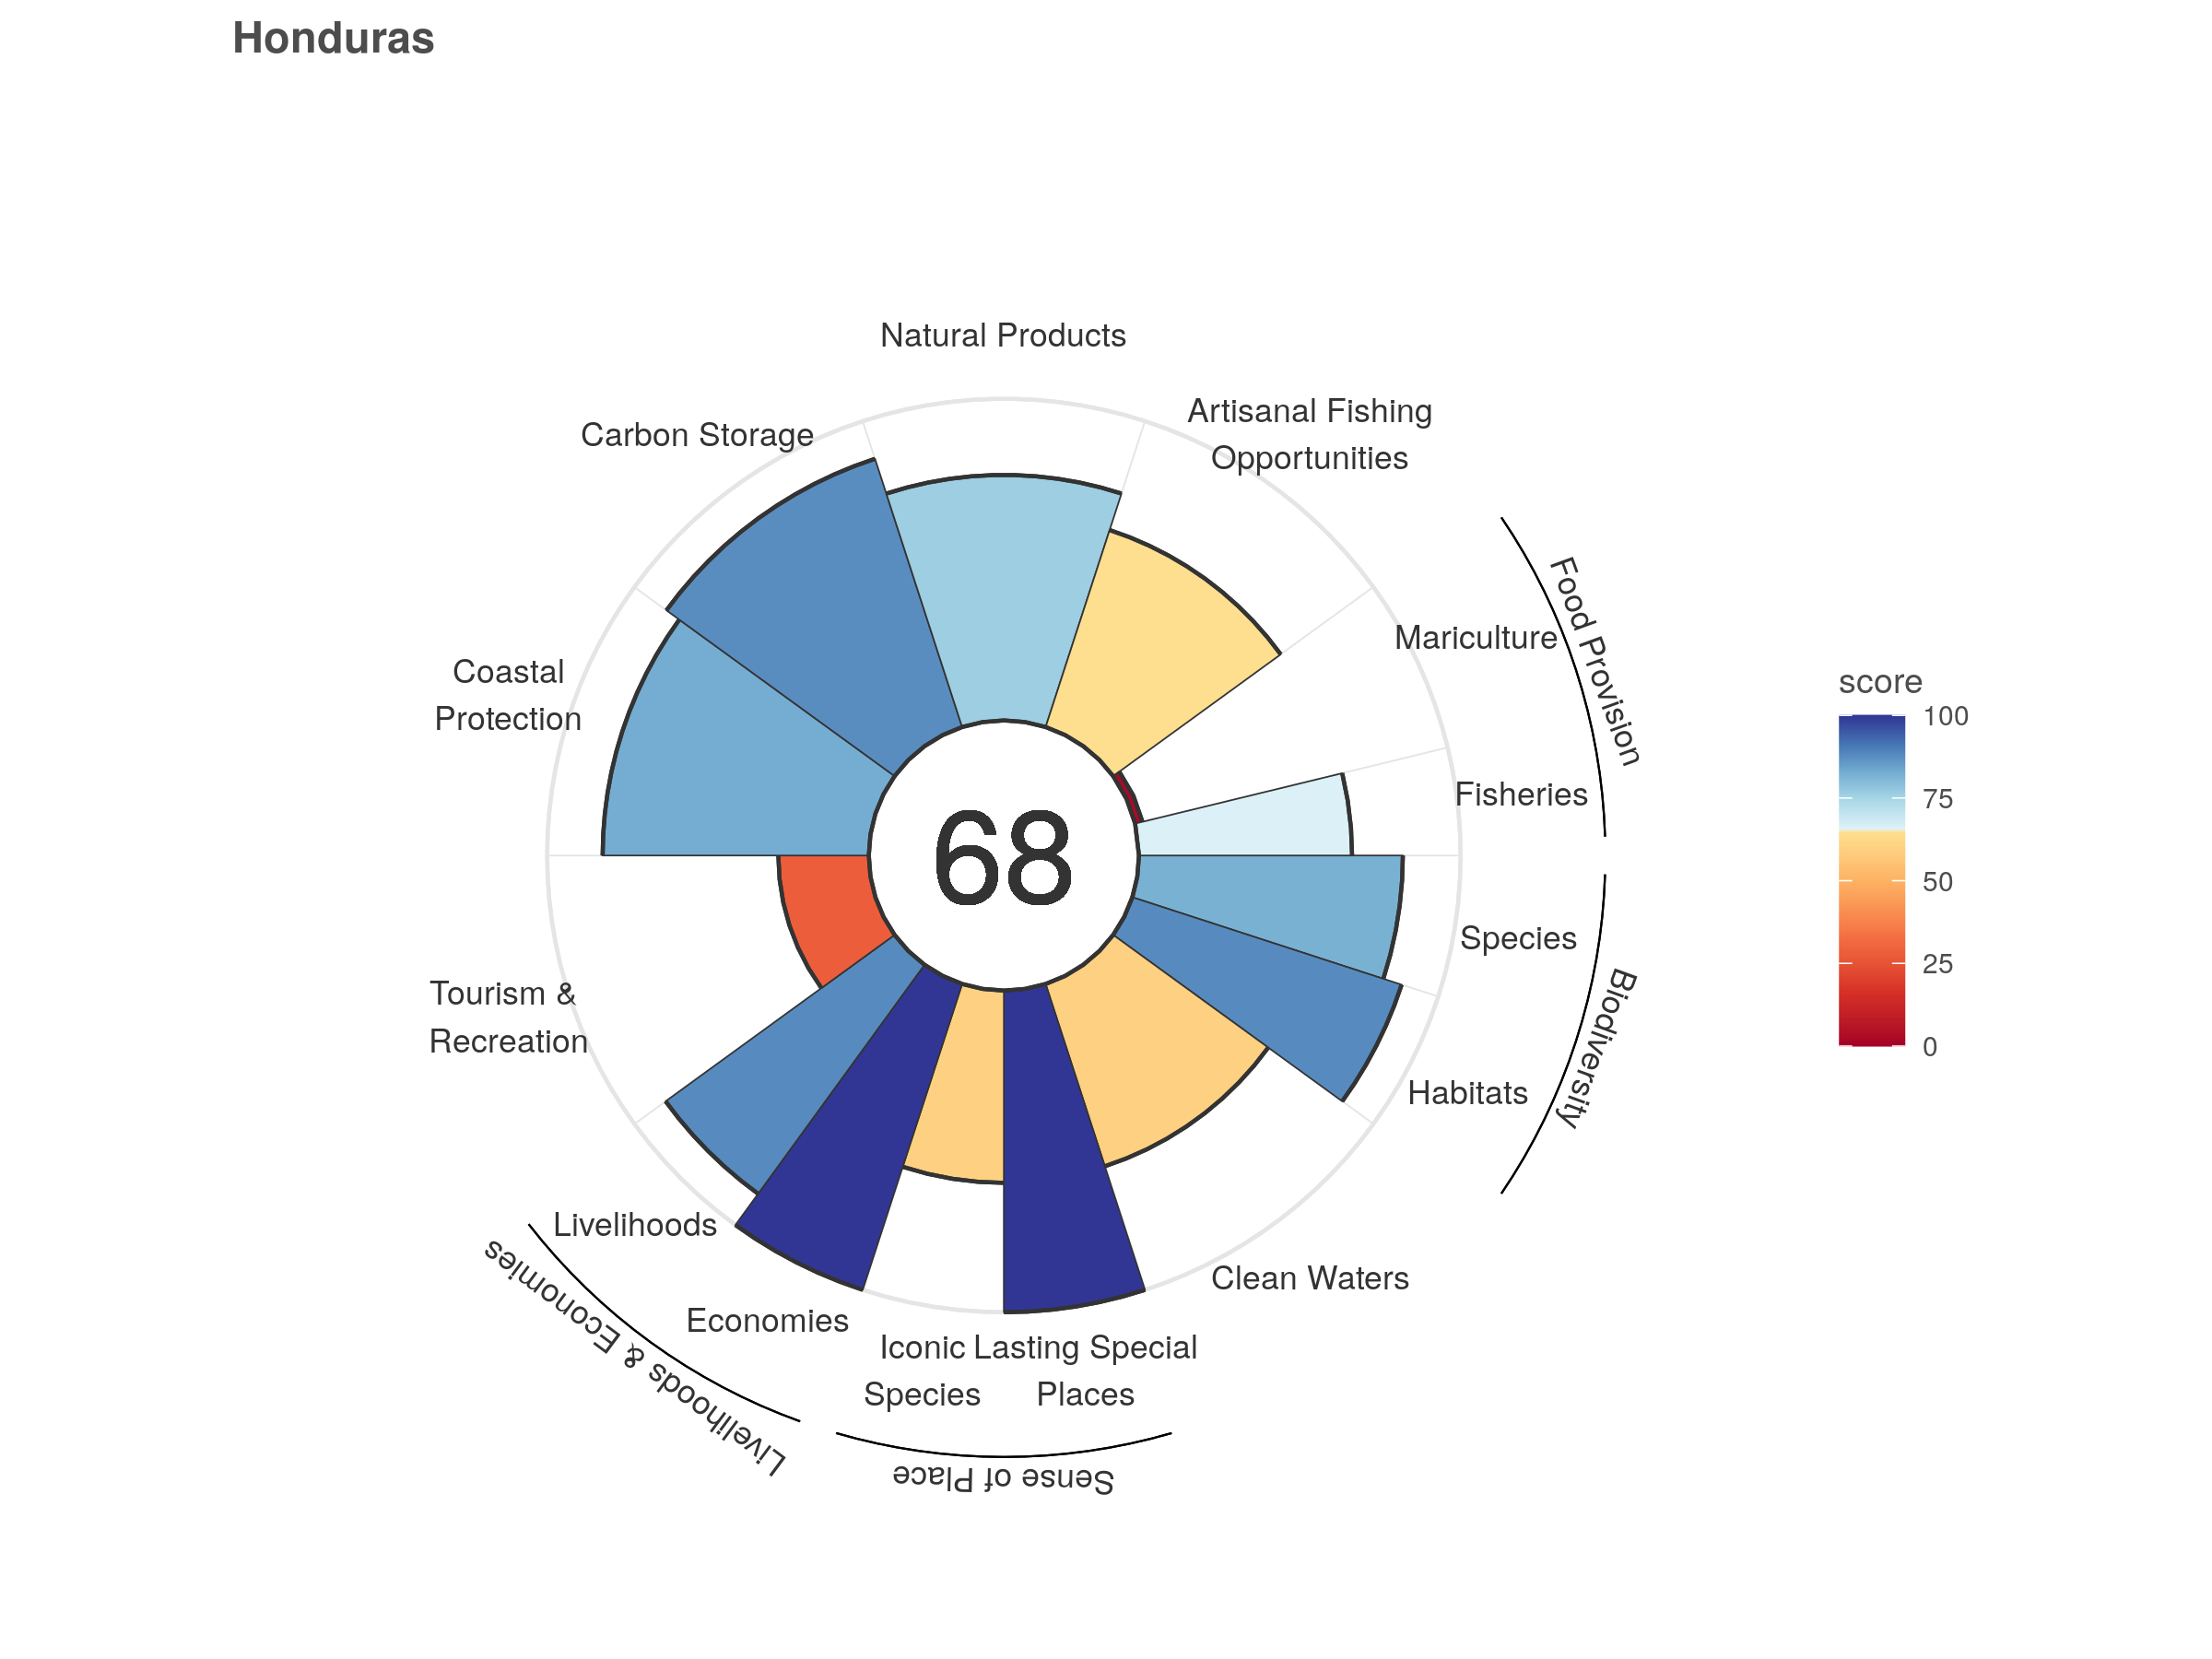 Honduras
Natural Products
Artisanal Fishing
Opportunities
Carbon Storage
Mariculture
Food Provision
Fisheries
Coastal
Protection
68
Species
Biodiversity
Habitats
Tourism &
Recreation
Livelihoods
Clean Waters
Economies
Livelihoods & Economies
Iconic
Species
Lasting Special
Places
Sense of Place
score
100
75
50
25
0